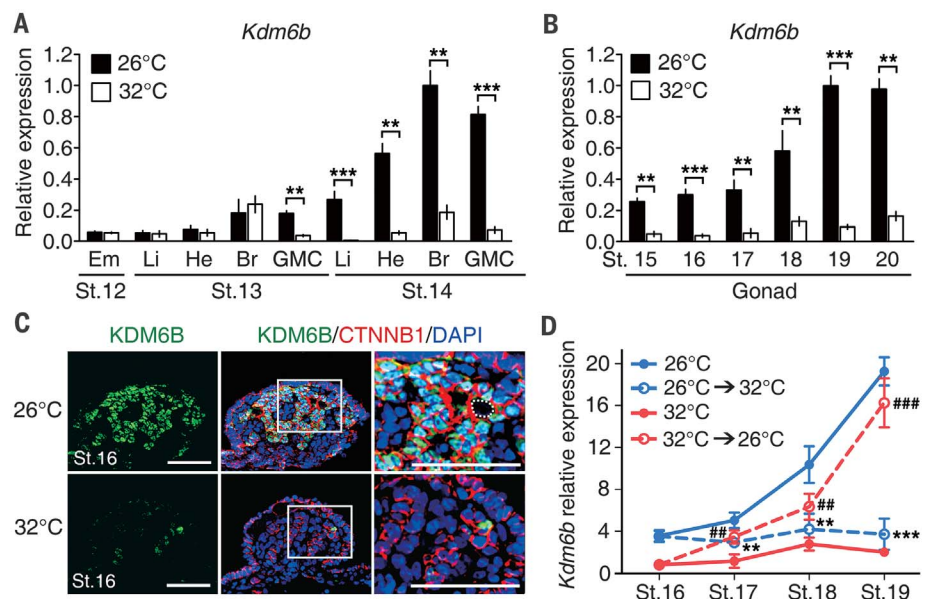 A
Kdm6b
Relative expression
1.2
1.0
0.8
0.6
0.4
0.2
0.0
26°C
32°C
** *** ** ** ***
Em Li He Br GMC Li He Br GMC
St.12 St.13 St.14
B
Kdm6b
Relative expression
1.2
1.0
0.8
0.6
0.4
0.2
0.0
26°C
32°C
** *** ** ** *** **
St. 15 16 17 18 19 20
Gonad
C
KDM6B KDM6B/CTNNB1/DAPI
26°C
St.16
32°C
St.16
D
Kdm6b relative expression
20
16
12
8
4
0
26°C
26°C ➔ 32°C
32°C
32°C ➔ 26°C
###
##
**
##
**
***
St.16 St.17 St.18 St.19